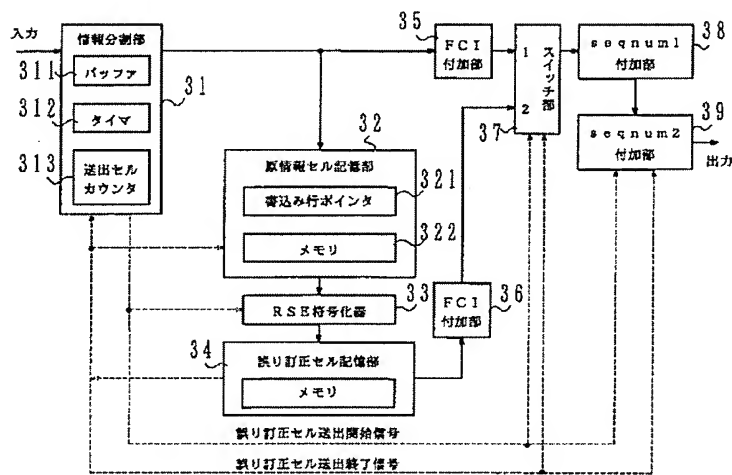 入力
情報分割部
311
バッファ
312
タイマ
313
送出セル
カウンタ
31
35
FCI
付加部
1
2
スイッチ部
37
seqnum1
付加部
38
seqnum2
付加部
39
出力
32
原情報セル記憶部
321
書込み行ポインタ
322
メモリ
33
RSE符号化器
34
誤り訂正セル記憶部
メモリ
FCI
付加部
36
誤り訂正セル送出開始信号
誤り訂正セル送出終了信号